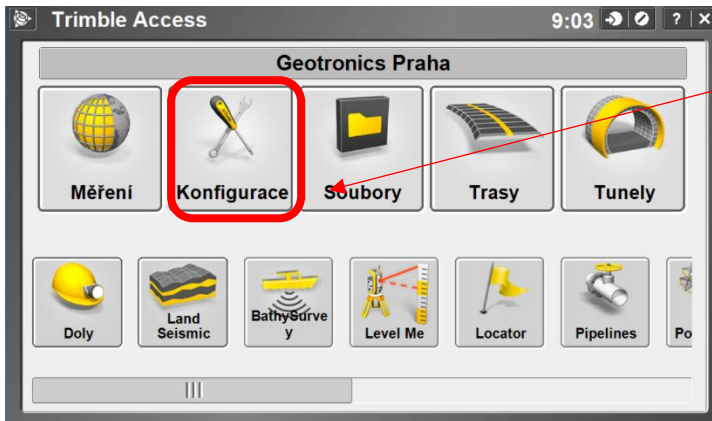 Trimble Access 9:03 ? X
Geotronics Praha
Měření Konfigurace Soubory Trasy Tunely
Doly Land Seismic BathySurvey Level Me Locator Pipelines Po